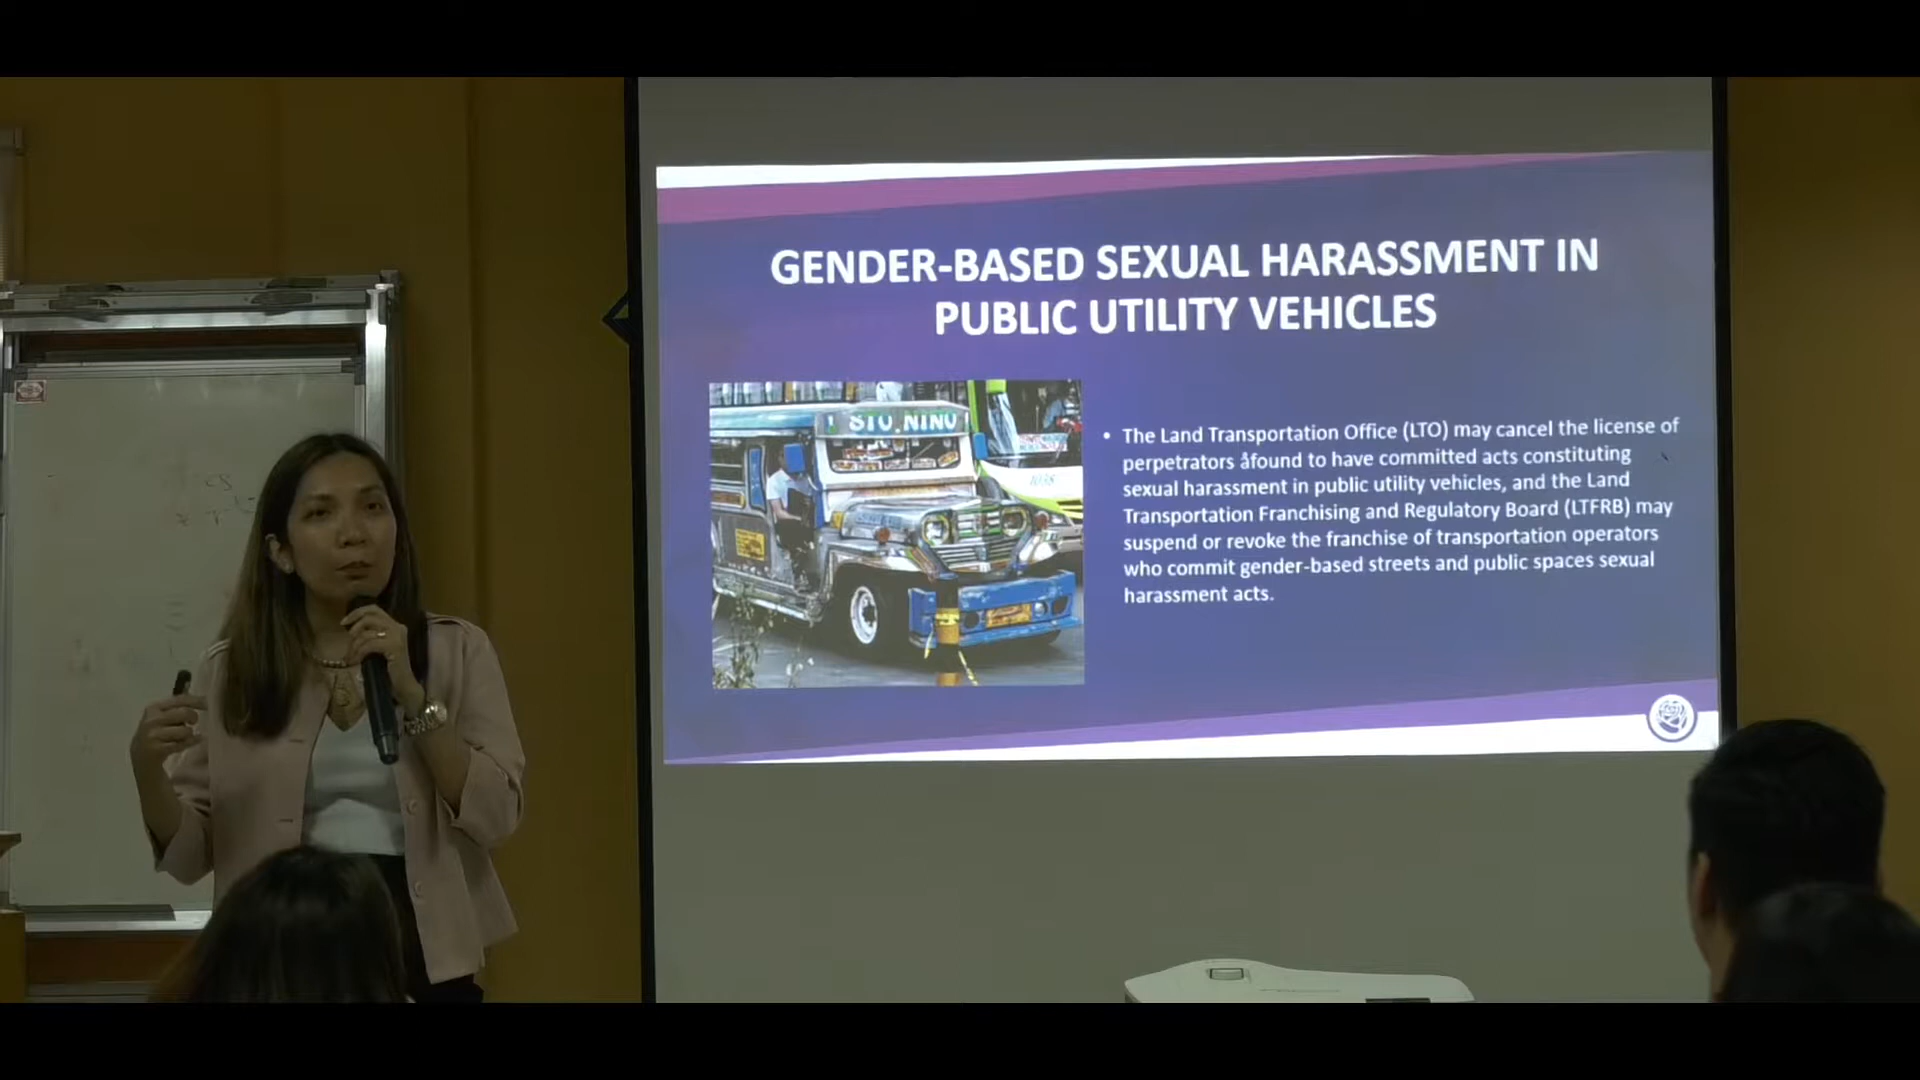 GENDER-BASED SEXUAL HARASSMENT IN
PUBLIC UTILITY VEHICLES
STO. NINO
1038
• The Land Transportation Office (LTO) may cancel the license of
perpetrators åfound to have committed acts constituting
sexual harassment in public utility vehicles, and the Land
Transportation Franchising and Regulatory Board (LTFRB) may
suspend or revoke the franchise of transportation operators
who commit gender-based streets and public spaces sexual
harassment acts.